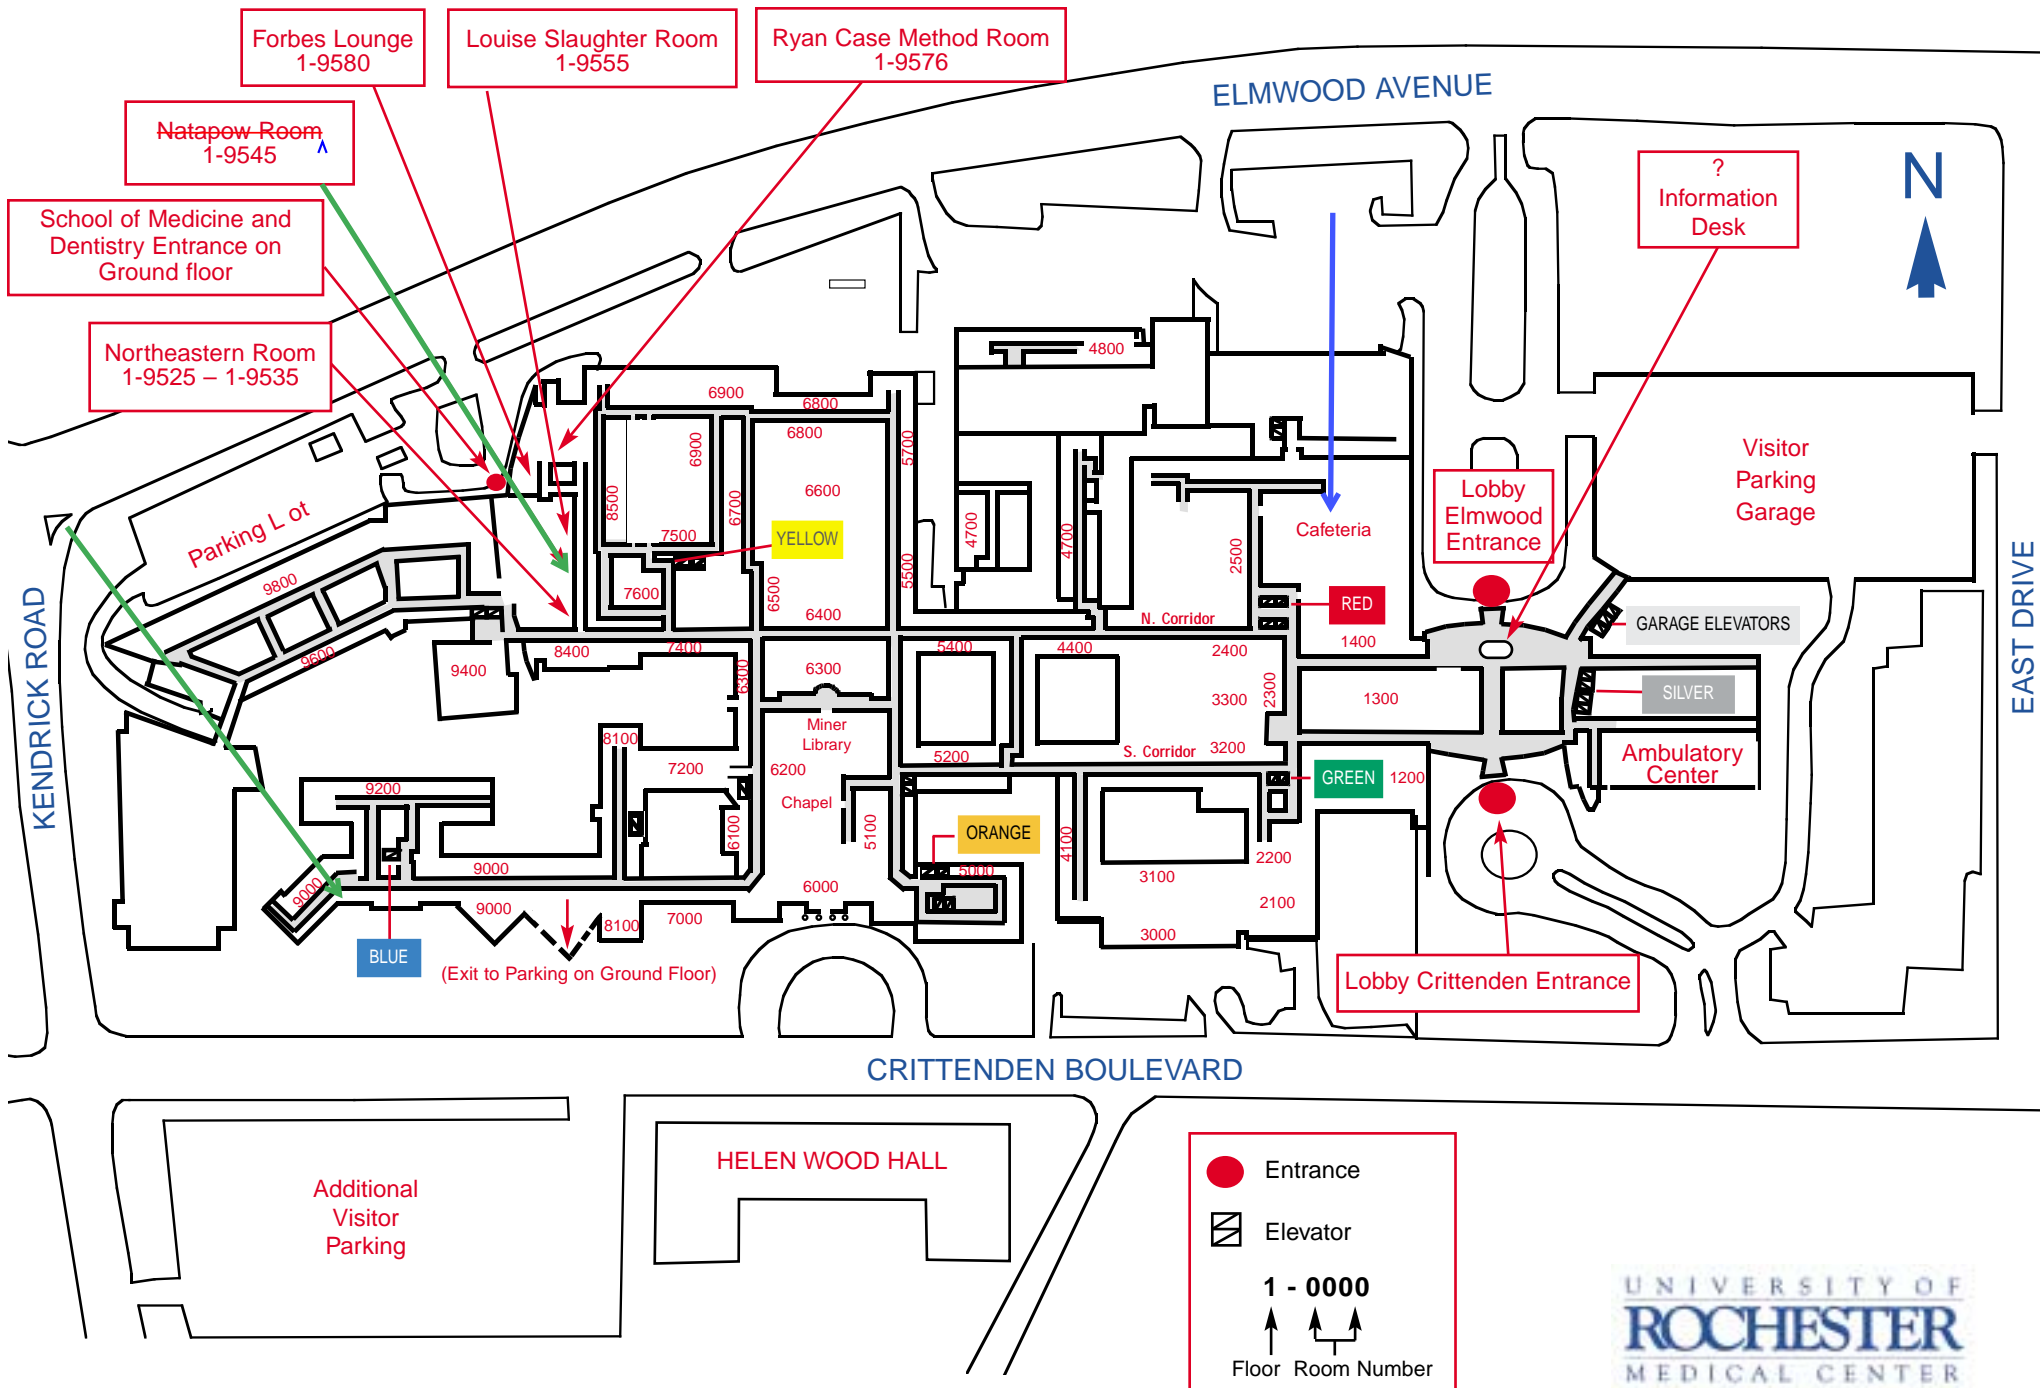 Forbes Lounge
1-9580
Louise Slaughter Room
1-9555
Ryan Case Method Room
1-9576
ELMWOOD AVENUE
Natapow Room
^
1-9545
?
Information
Desk
N
School of Medicine and
Dentistry Entrance on
Ground floor
Northeastern Room
1-9525 – 1-9535
4800
6900
6800
6800
6900
5700
Visitor
Parking
Garage
Lobby
Elmwood
Entrance
6600
8500
6700
Parking L ot
7500
YELLOW
4700
4700
Cafeteria
2500
5500
9800
7600
6500
6400
RED
N. Corridor
GARAGE ELEVATORS
KENDRICK ROAD
EAST DRIVE
9600
8400
7400
5400
4400
2400
1400
9400
6300
6300
3300
2300
1300
SILVER
Miner
Library
8100
5200
S. Corridor
3200
Ambulatory
Center
7200
6200
GREEN
1200
9200
Chapel
6100
5100
ORANGE
4100
2200
9000
5000
3100
9000
6000
2100
9000
8100
7000
3000
BLUE
(Exit to Parking on Ground Floor)
Lobby Crittenden Entrance
CRITTENDEN BOULEVARD
HELEN WOOD HALL
Additional
Visitor
Parking
Entrance
Elevator
1 - 0000
Floor Room Number
UNIVERSITY OF
ROCHESTER
MEDICAL CENTER